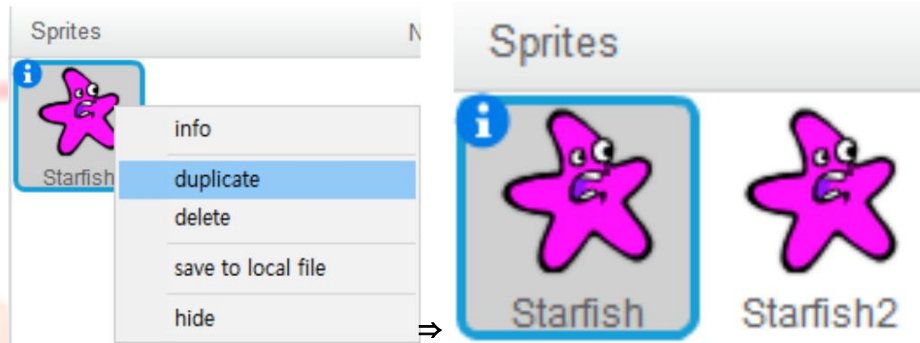 Sprites N
Starfish
info
duplicate
delete
save to local file
hide
⇒
Sprites
i
Starfish Starfish2